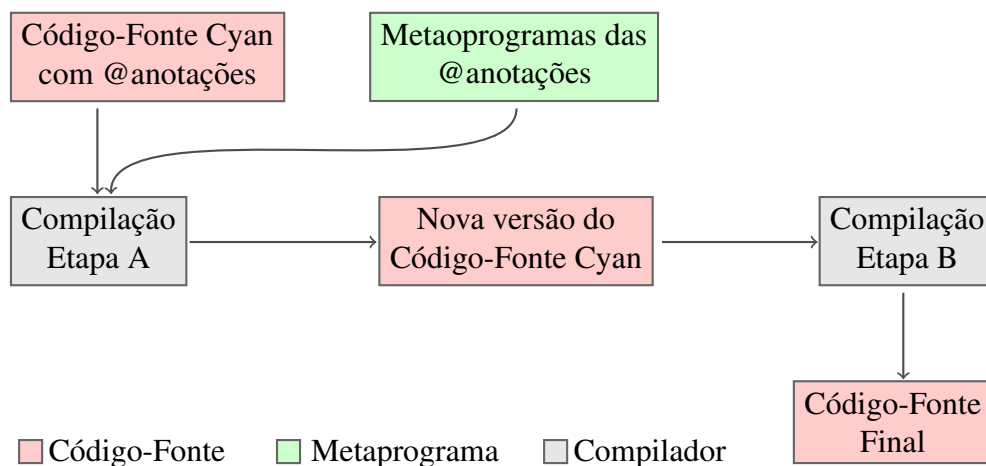 Código-Fonte Cyan
com @anotações
Metaoprogramas das
@anotações
Compilação
Etapa A
Nova versão do
Código-Fonte Cyan
Compilação
Etapa B
Código-Fonte
Final
Código-Fonte
Metaprograma
Compilador